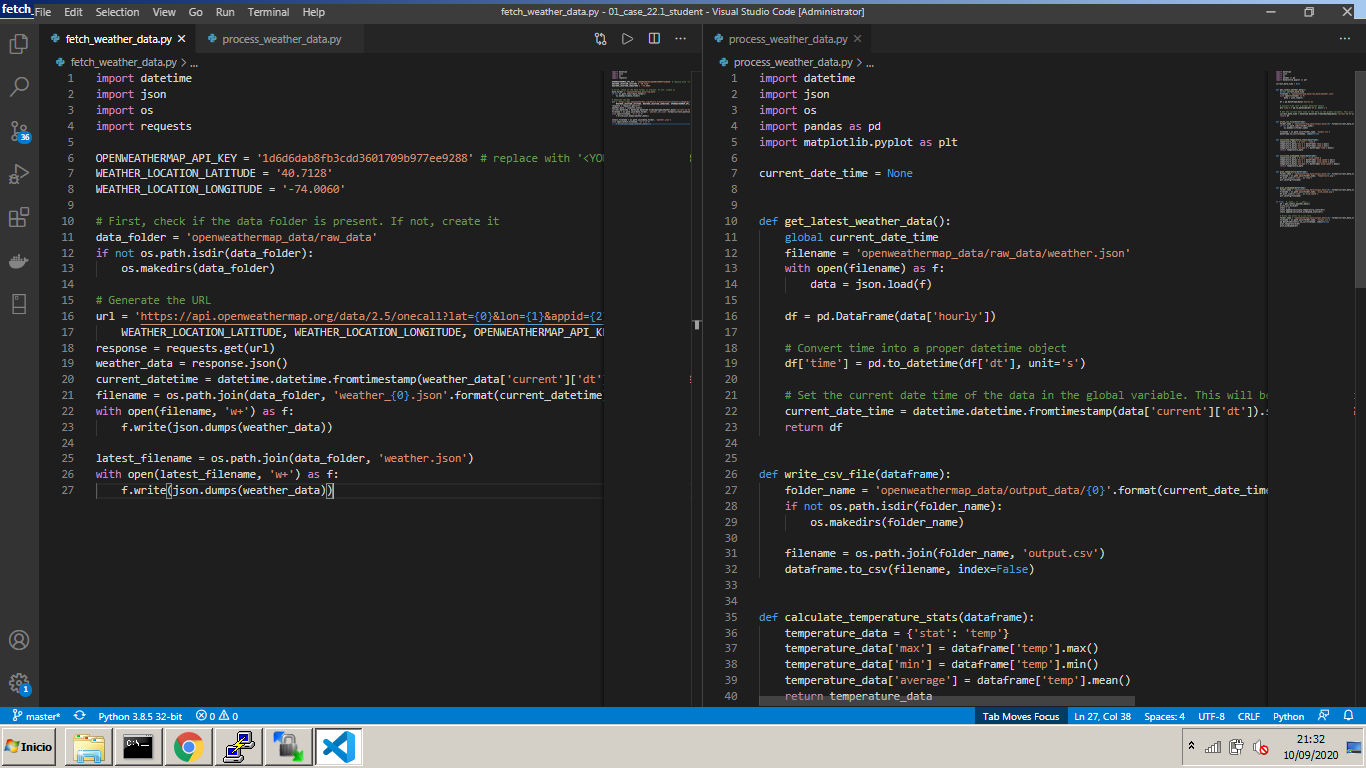 fetch_
File Edit Selection View Go Run Terminal Help
fetch_weather_data.py - 01_case_22.1_student - Visual Studio Code [Administrator]
fetch_weather_data.py
process_weather_data.py
fetch_weather_data.py > ...
1 import datetime
2 import json
3 import os
4 import requests
5
6 OPENWEATHERMAP_API_KEY = '1d6d6dab8fb3cdd3601709b977ee9288' # replace with '<YO
7 WEATHER_LOCATION_LATITUDE = '40.7128'
8 WEATHER_LOCATION_LONGITUDE = '-74.0060'
9
10 # First, check if the data folder is present. If not, create it
11 data_folder = 'openweathermap_data/raw_data'
12 if not os.path.isdir(data_folder):
13 os.makedirs(data_folder)
14
15 # Generate the URL
16 url = 'https://api.openweathermap.org/data/2.5/onecall?lat={0}&lon={1}&appid={2
17 WEATHER_LOCATION_LATITUDE, WEATHER_LOCATION_LONGITUDE, OPENWEATHERMAP_API_K
18 response = requests.get(url)
19 weather_data = response.json()
20 current_datetime = datetime.datetime.fromtimestamp(weather_data['current']['dt'
21 filename = os.path.join(data_folder, 'weather_{0}.json'.format(current_datetime
22 with open(filename, 'w+') as f:
23 f.write(json.dumps(weather_data))
24
25 latest_filename = os.path.join(data_folder, 'weather.json')
26 with open(latest_filename, 'w+') as f:
27 f.write(json.dumps(weather_data))
process_weather_data.py
process_weather_data.py > ...
1 import datetime
2 import json
3 import os
4 import pandas as pd
5 import matplotlib.pyplot as plt
6
7 current_date_time = None
8
9
10 def get_latest_weather_data():
11 global current_date_time
12 filename = 'openweathermap_data/raw_data/weather.json'
13 with open(filename) as f:
14 data = json.load(f)
15
16 df = pd.DataFrame(data['hourly'])
17
18 # Convert time into a proper datetime object
19 df['time'] = pd.to_datetime(df['dt'], unit='s')
20
21 # Set the current date time of the data in the global variable. This will be
22 current_date_time = datetime.datetime.fromtimestamp(data['current']['dt']).s
23 return df
24
25
26 def write_csv_file(dataframe):
27 folder_name = 'openweathermap_data/output_data/{0}'.format(current_date_time
28 if not os.path.isdir(folder_name):
29 os.makedirs(folder_name)
30
31 filename = os.path.join(folder_name, 'output.csv')
32 dataframe.to_csv(filename, index=False)
33
34
35 def calculate_temperature_stats(dataframe):
36 temperature_data = {'stat': 'temp'}
37 temperature_data['max'] = dataframe['temp'].max()
38 temperature_data['min'] = dataframe['temp'].min()
39 temperature_data['average'] = dataframe['temp'].mean()
40 return temperature_data
36
1
master* Python 3.8.5 32-bit 0 0
Tab Moves Focus Ln 27, Col 38 Spaces: 4 UTF-8 CRLF Python
Inicio
C:\_
21:32
10/09/2020